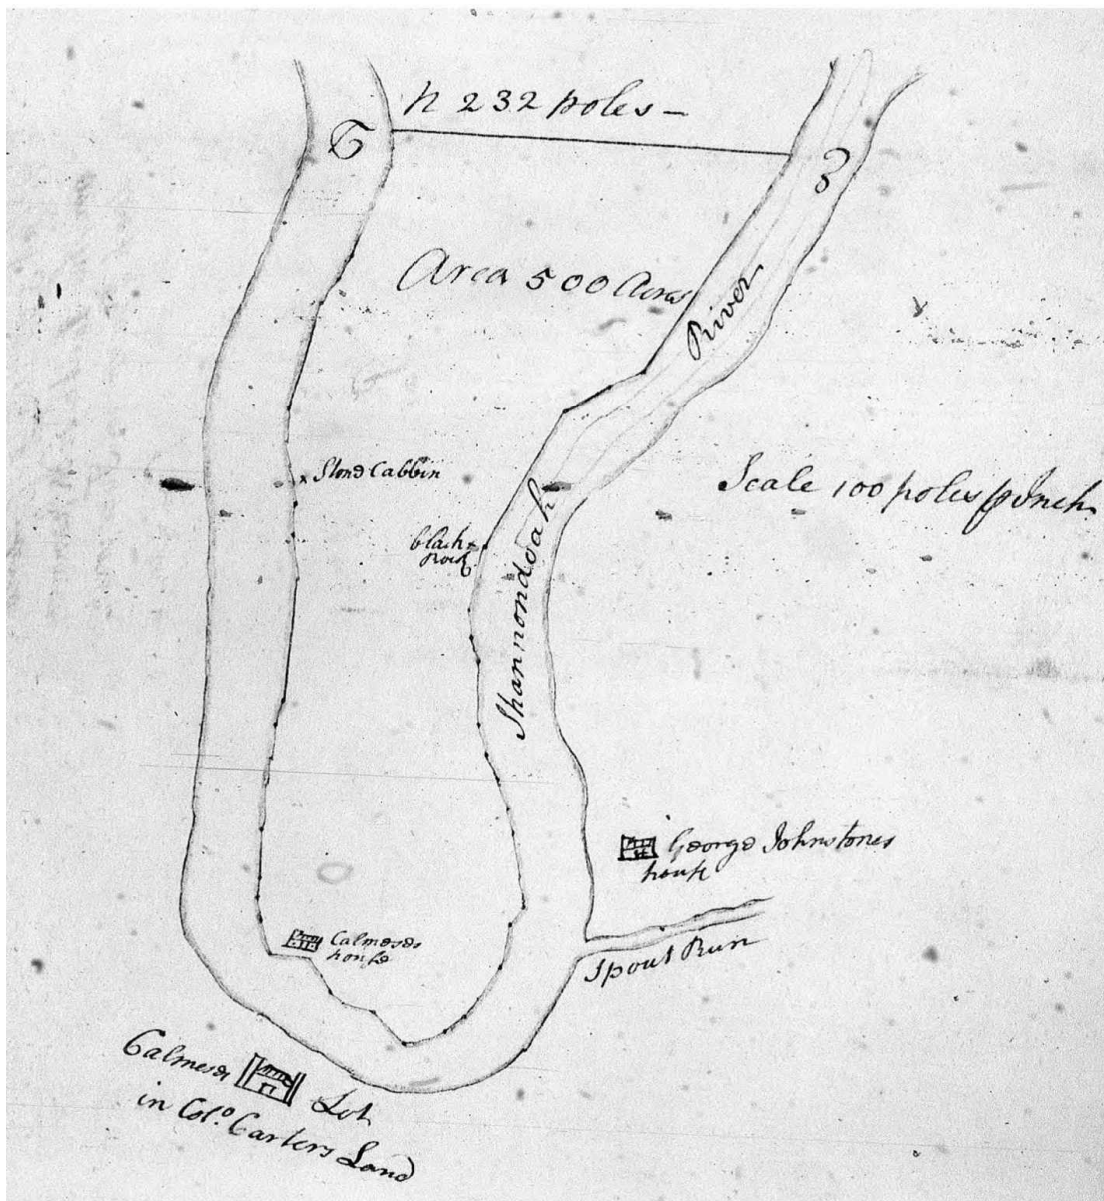 n 232 poles –
Area 500 Acres
River
Stone Cabbin
Scale 100 poles p Inch
black
Rock
Shannondoah
George Johnstones
house
Calmeses
house
Spout Run
Calmeses Lot
in Colo. Carters Land